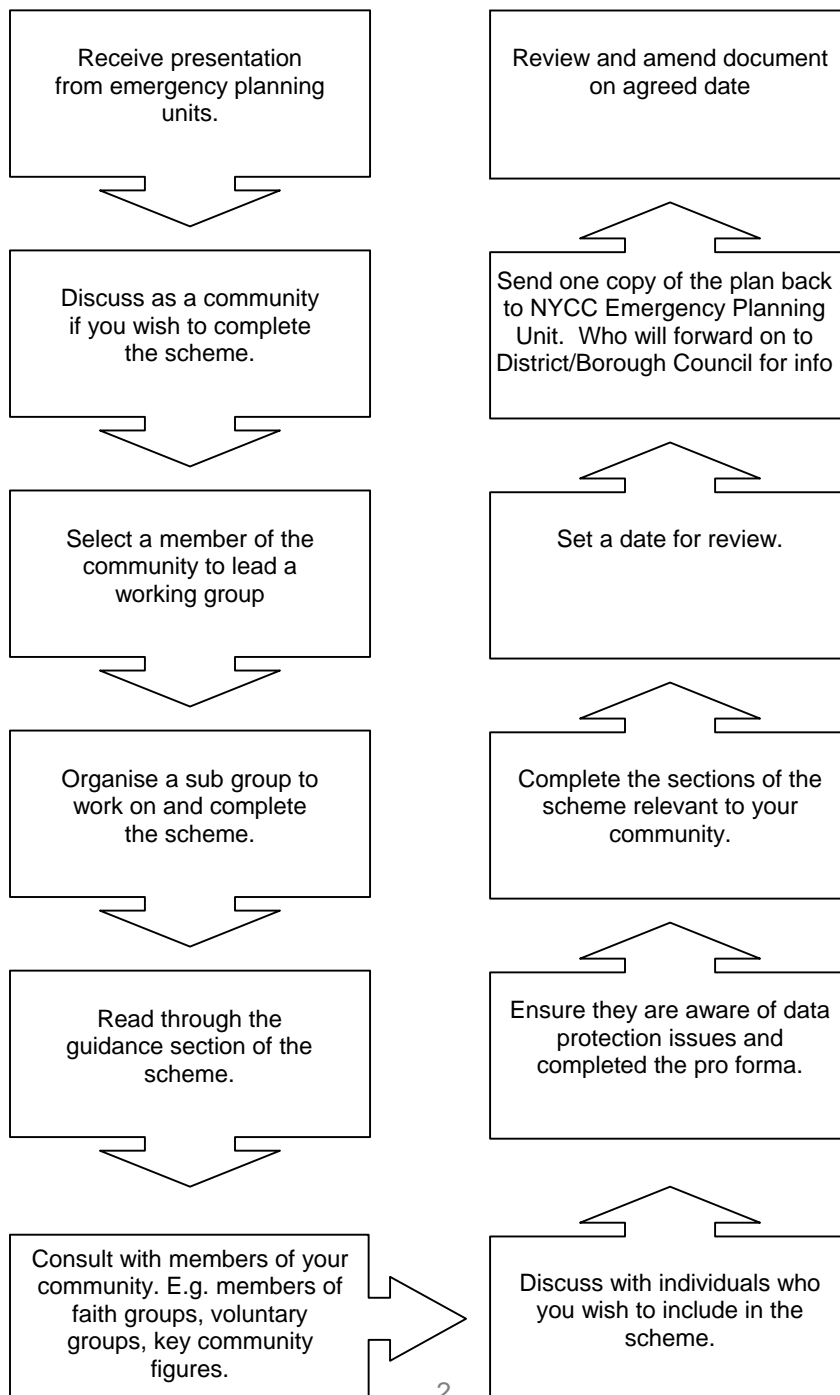 Receive presentation
from emergency planning
units.
Discuss as a community
if you wish to complete
the scheme.
Select a member of the
community to lead a
working group
Organise a sub group to
work on and complete
the scheme.
Read through the
guidance section of the
scheme.
Consult with members of your
community. E.g. members of
faith groups, voluntary
groups, key community
figures.
Discuss with individuals who
you wish to include in the
scheme.
Ensure they are aware of data
protection issues and
completed the pro forma.
Complete the sections of the
scheme relevant to your
community.
Set a date for review.
Send one copy of the plan back
to NYCC Emergency Planning
Unit. Who will forward on to
District/Borough Council for info
Review and amend document
on agreed date
2